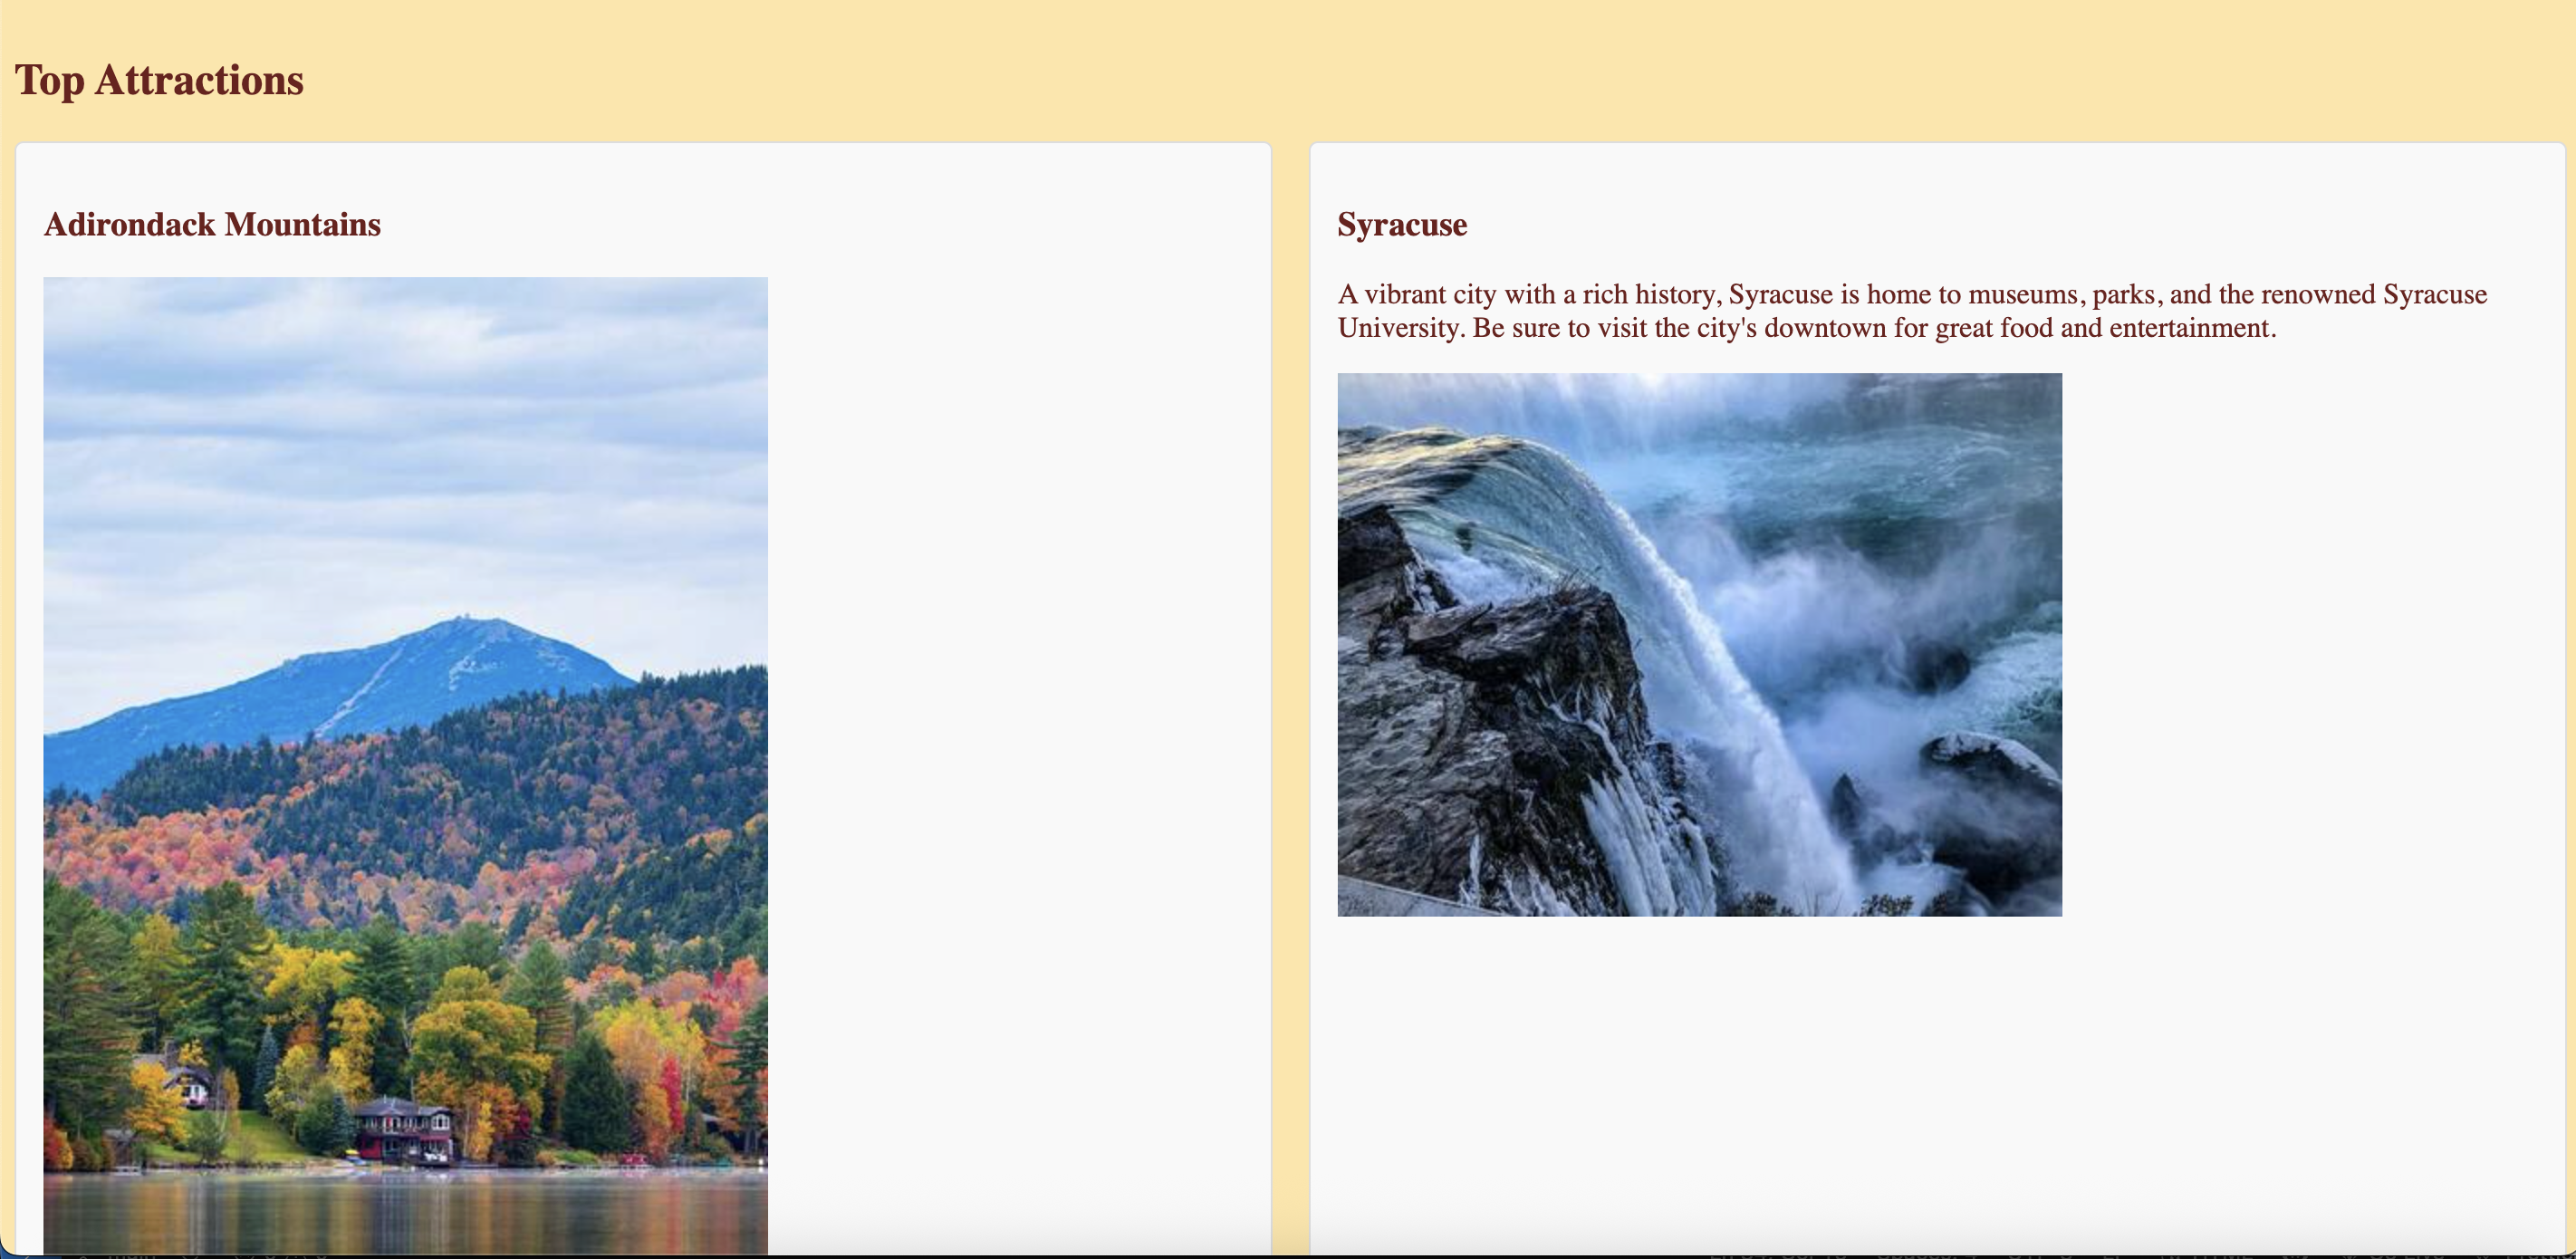 Top Attractions
Adirondack Mountains
Syracuse
A vibrant city with a rich history, Syracuse is home to museums, parks, and the renowned Syracuse
University. Be sure to visit the city's downtown for great food and entertainment.